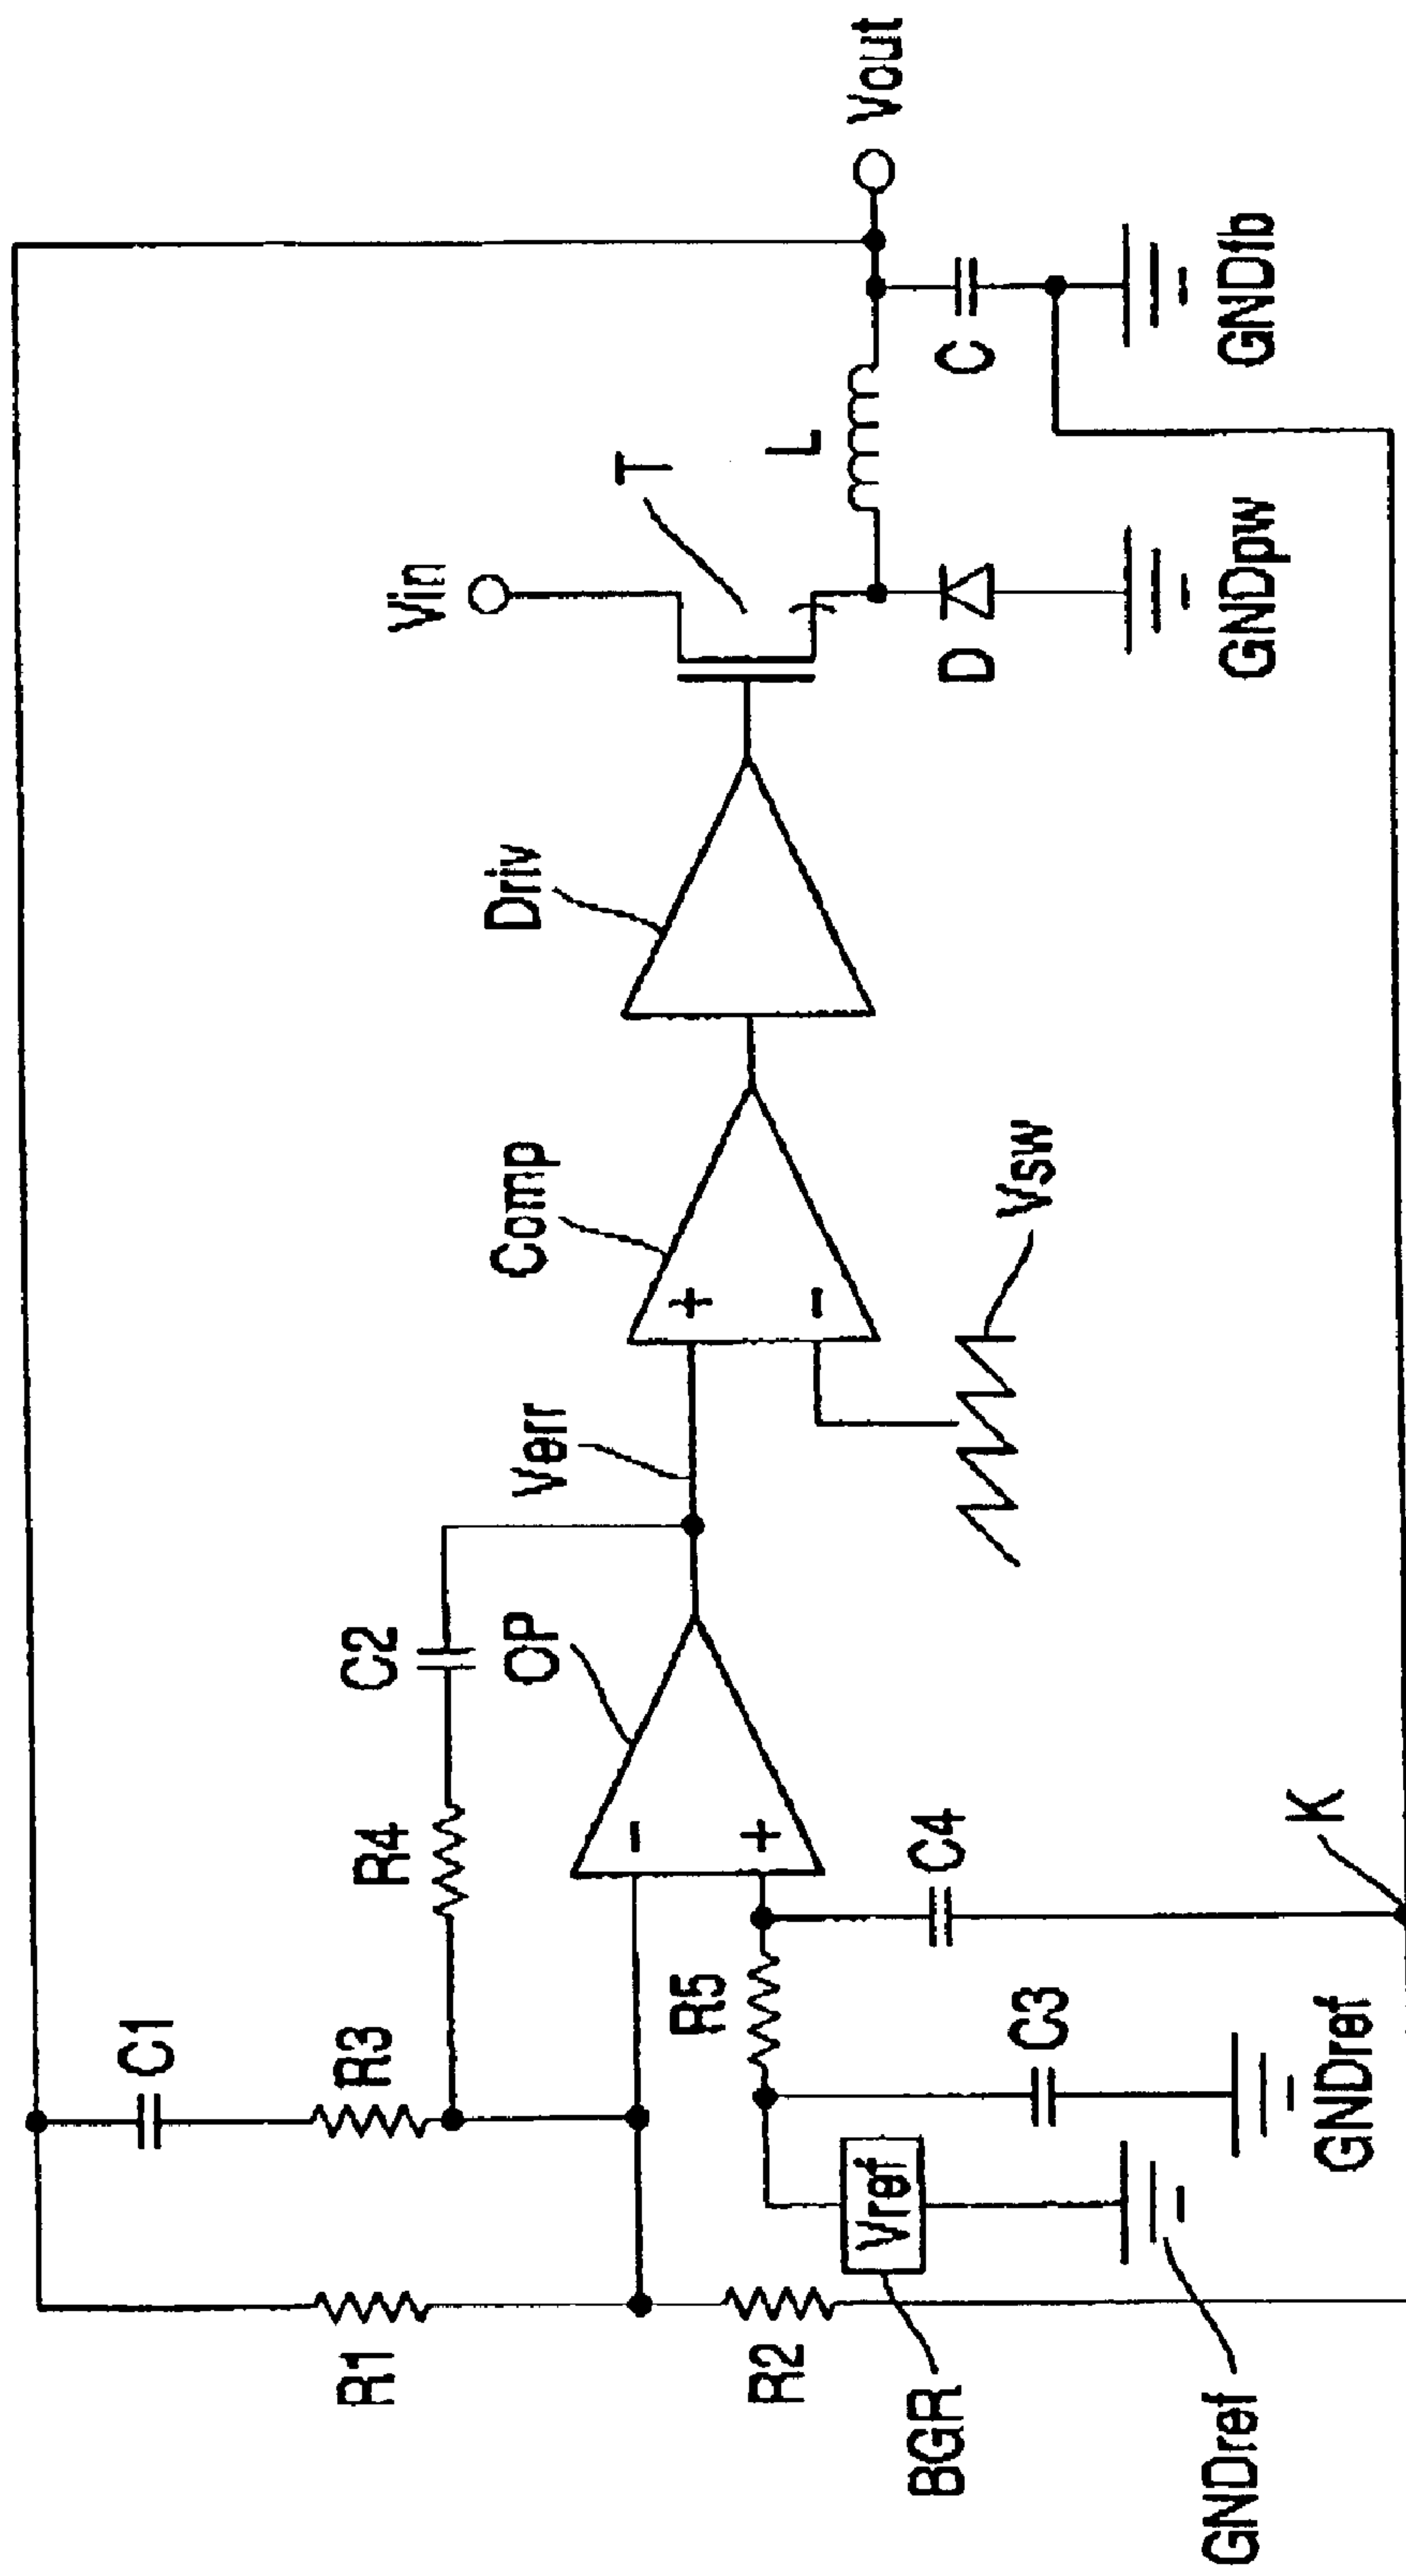 C1
R3
R1
R4
C2
OP
Verr
Comp
Driv
Vin
T
L
Vout
R2
R5
Vref
BGR
C3
C4
GNDref
GNDref
K
Vsw
D
GNDpw
C
GNDfb
-
+
+
-